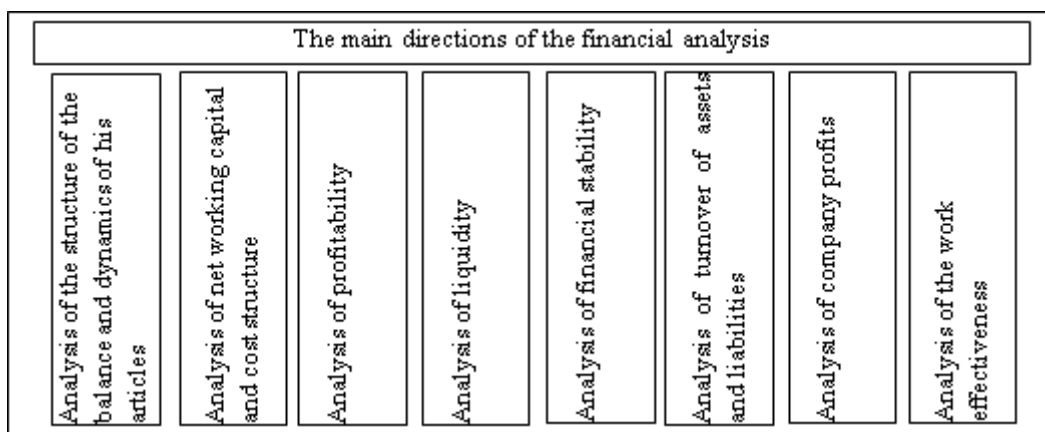 The main directions of the financial analysis
Analysis of the structure of the
balance and dynamics of his
articles
Analysis of net working capital
and cost structure
Analysis of profitability
Analysis of liquidity
Analysis of financial stability
Analysis of turnover of assets
and liabilities
Analysis of company profits
Analysis of the work
effectiveness